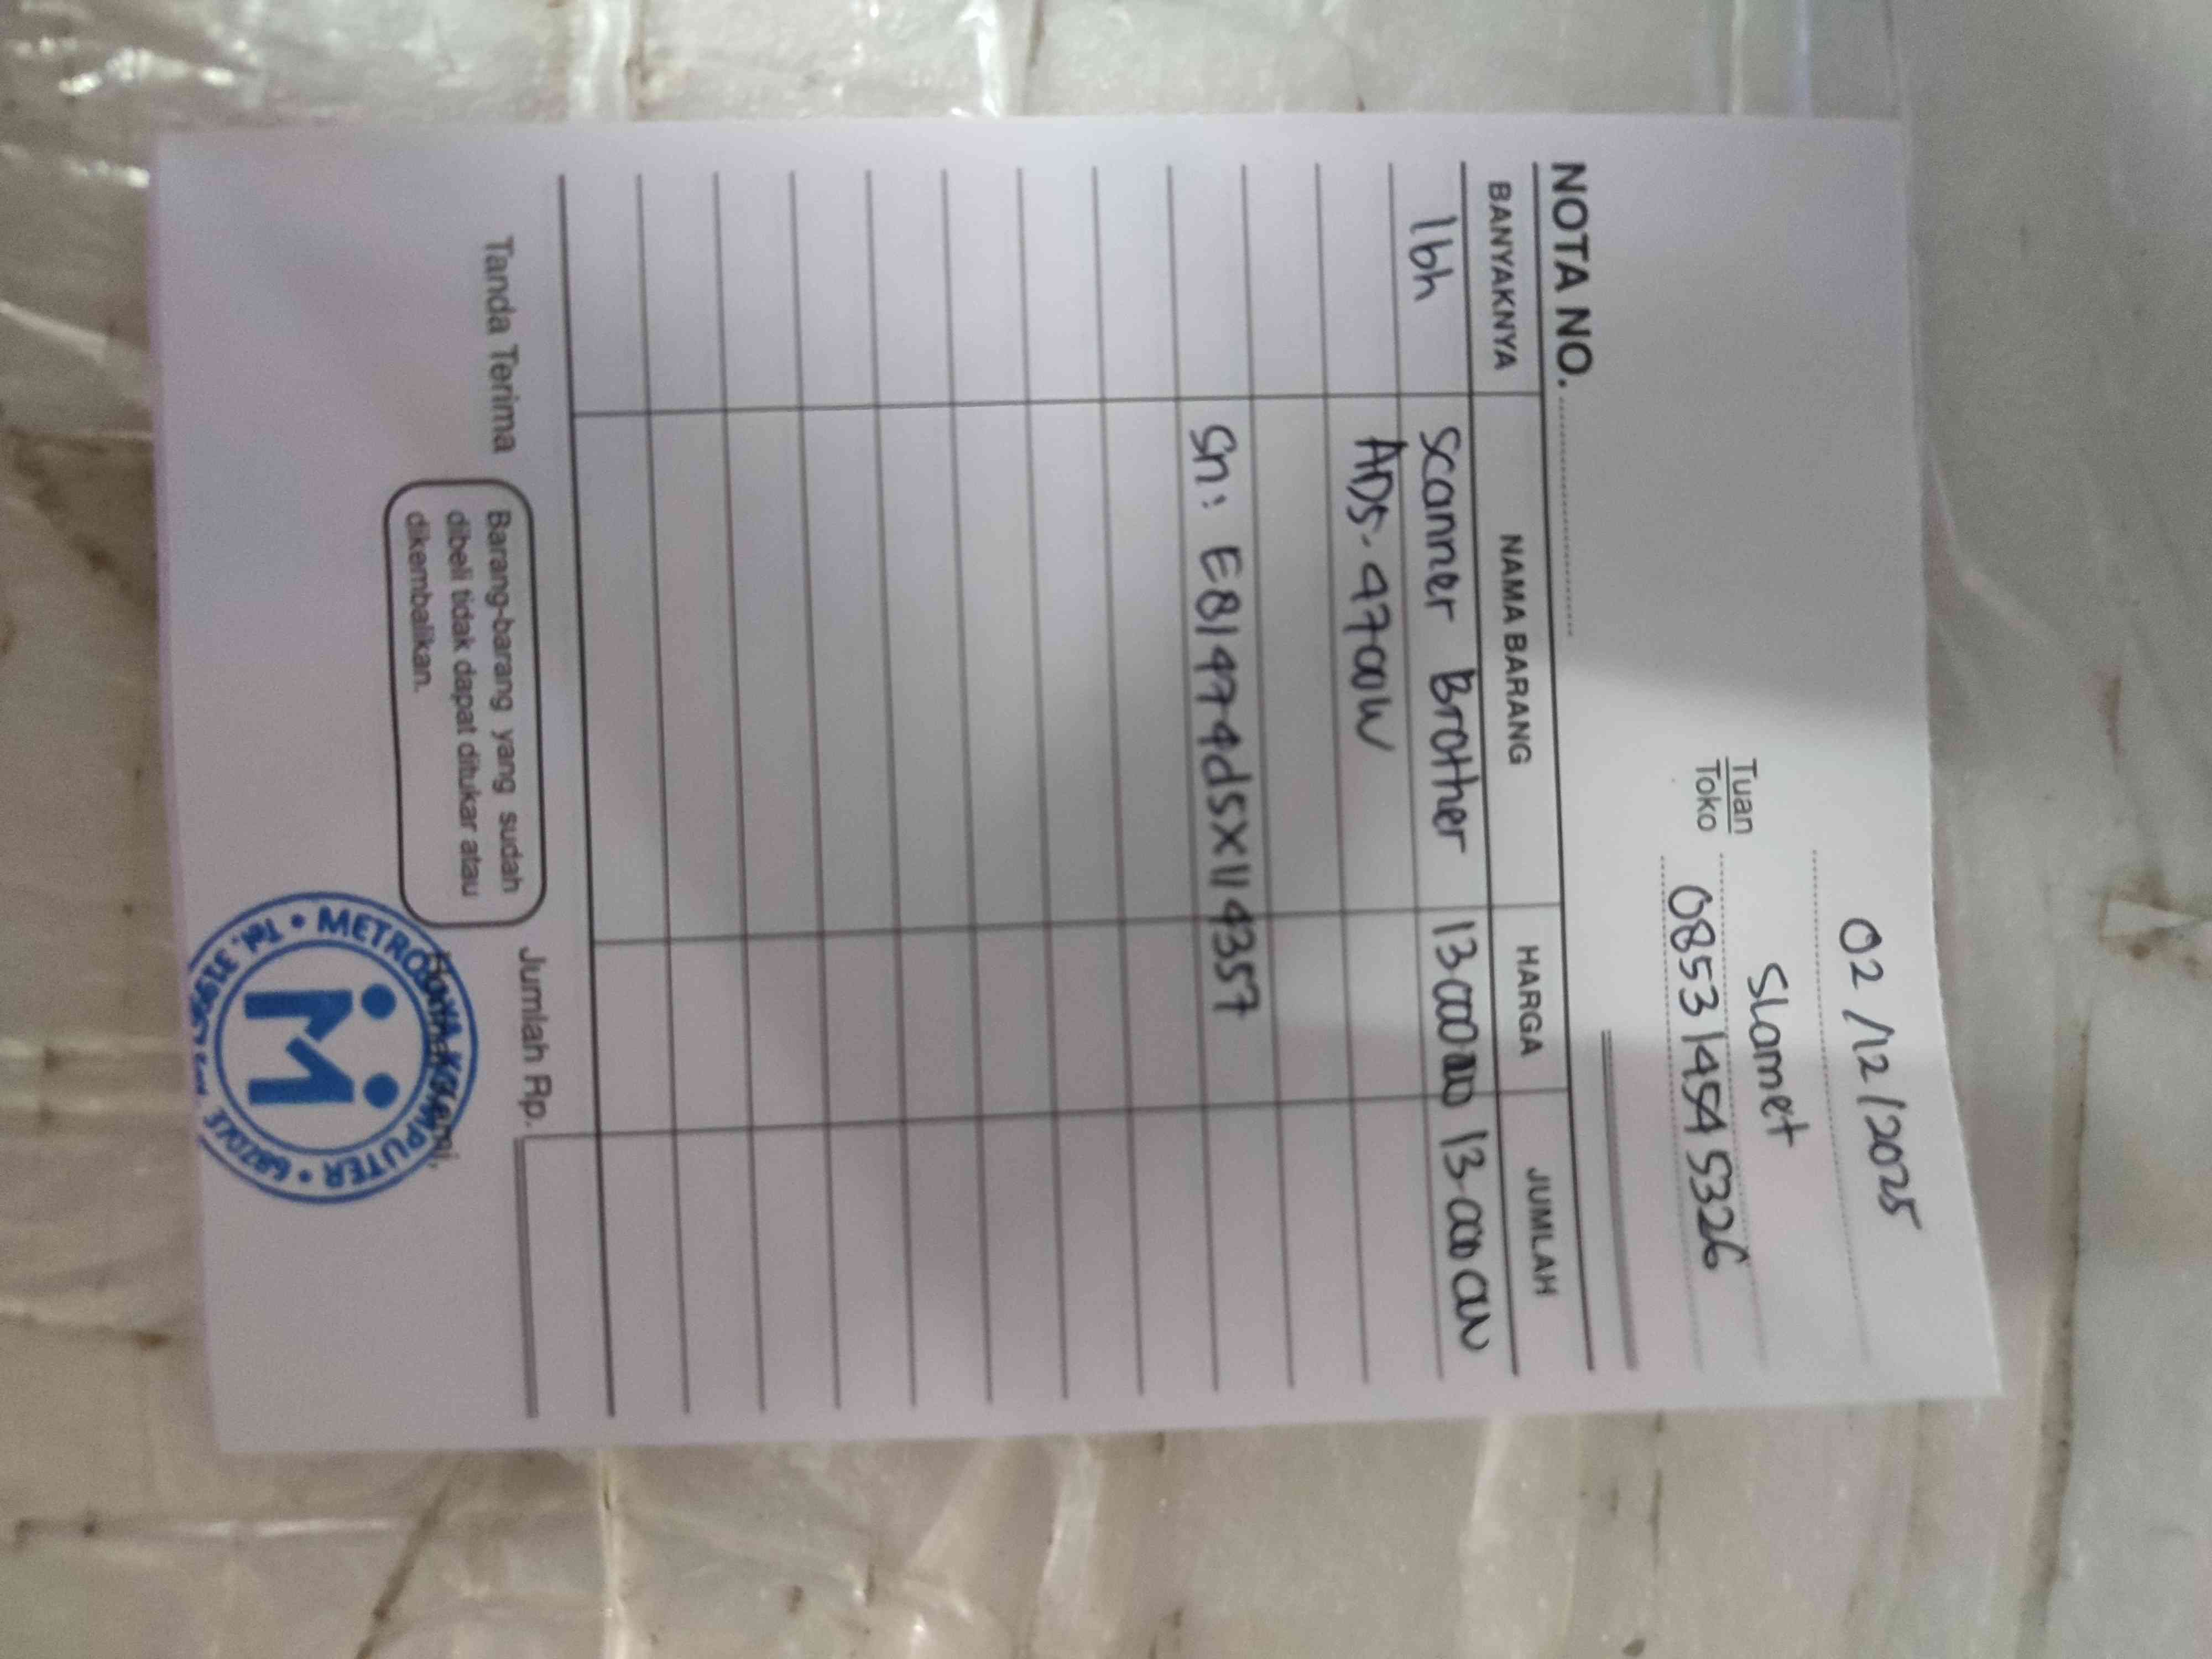 02/12/2025
Tuan Slamet
Toko 0853 1454 5326
NOTA NO.
BANYAKNYA NAMA BARANG HARGA JUMLAH
1bh Scanner Brother 13.000.000 13.000.000
ADS-4700W
Sn: E81474d5X114357
Tanda Terima
Barang-barang yang sudah
dibeli tidak dapat ditukar atau
dikembalikan.
Jumlah Rp.
METRO KOMPUTER